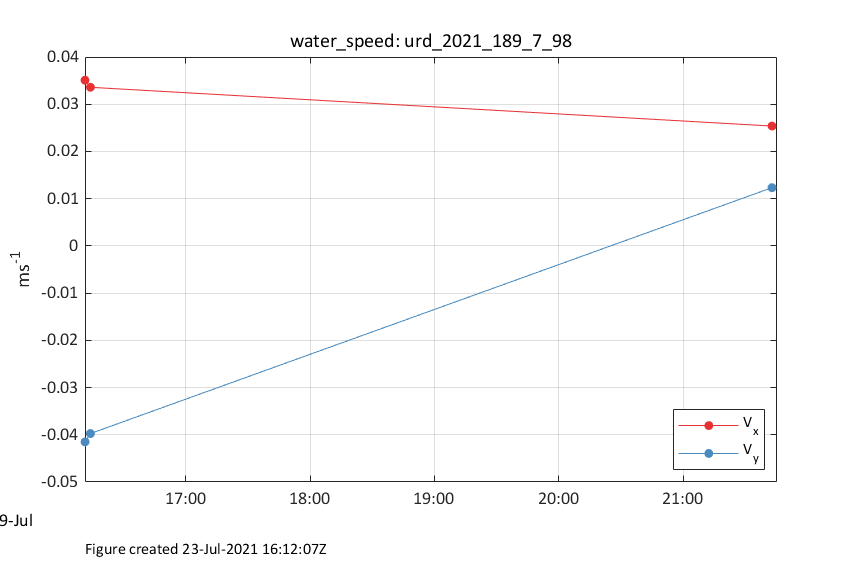 water_speed: urd_2021_189_7_98
0.04
0.03
0.02
0.01
0
-0.01
-0.02
-0.03
-0.04
-0.05
ms-1
Vx
Vy
17:00 18:00 19:00 20:00 21:00
9-Jul
Figure created 23-Jul-2021 16:12:07Z